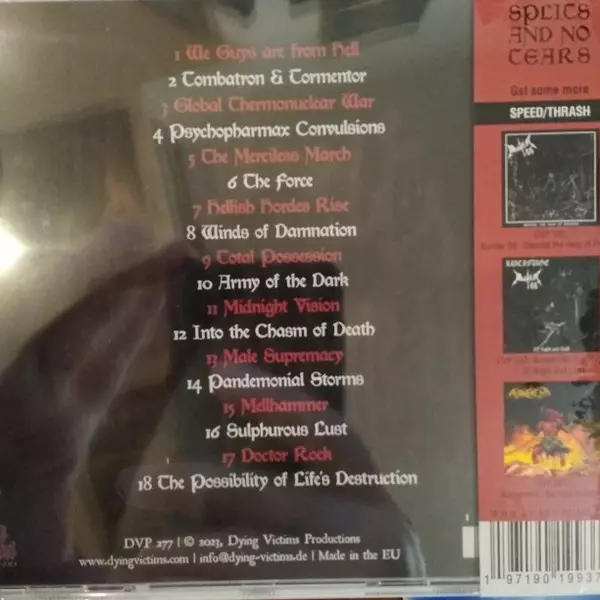 1 We Guys are from Hell
2 Tombatron & Tormentor
3 Global Thermonuclear War
4 Psychopharmax Convulsions
5 The Merciless March
6 The Force
7 Hellish Hordes Rise
8 Winds of Damnation
9 Total Possession
10 Army of the Dark
11 Midnight Vision
12 Into the Chasm of Death
13 Male Supremacy
14 Pandemonial Storms
15 Mellhammer
16 Sulphurous Lust
17 Doctor Rock
18 The Possibility of Life's Destruction
DVP 277 | © 2023, Dying Victims Productions
www.dyingvictims.com | info@dying-victims.de | Made in the EU
SPLITS
AND NO
TEARS
Get some more
SPEED/THRASH
1 97190 19937